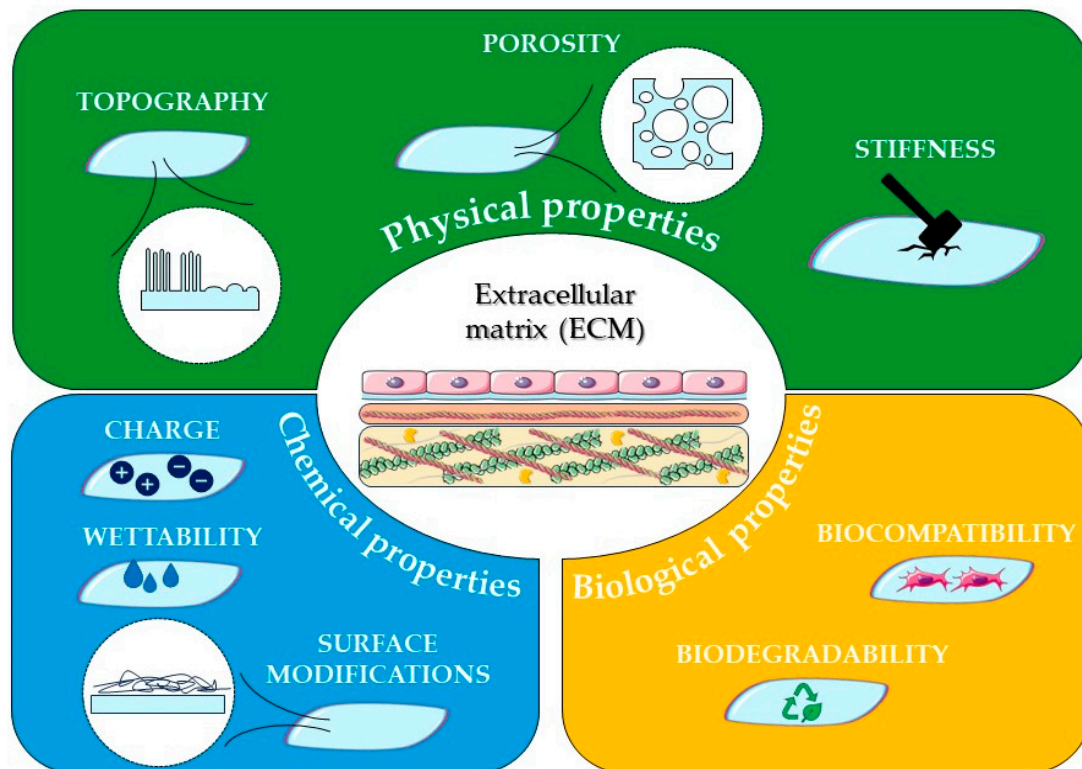 POROSITY
TOPOGRAPHY
STIFFNESS
Physical properties
Extracellular
matrix (ECM)
CHARGE
+ + − −
WETTABILITY
SURFACE
MODIFICATIONS
Chemical properties
Biological properties
BIOCOMPATIBILITY
BIODEGRADABILITY